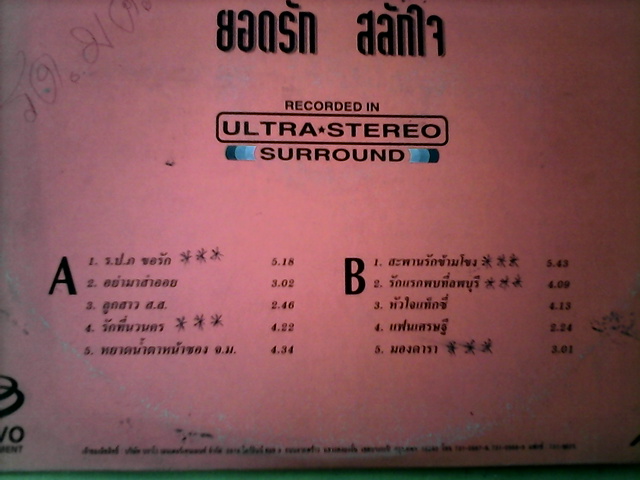 ยอดรัก สลักใจ
RECORDED IN
ULTRA★STEREO
SURROUND
A
1. ร.ป.ภ ขอรัก *** 5.18
2. อย่ามาสำออย 3.02
3. ลูกสาว ส.ส. 2.46
4. รักที่นวนคร *** 4.22
5. หยาดน้ำตาหน้าซอง จ.ม. 4.34
B
1. สะพานรักข้ามโขง *** 5.43
2. รักแรกพบที่ลพบุรี *** 4.09
3. หัวใจแท็กซี่ 4.13
4. แฟนเศรษฐี 2.24
5. มองดารา *** 3.01